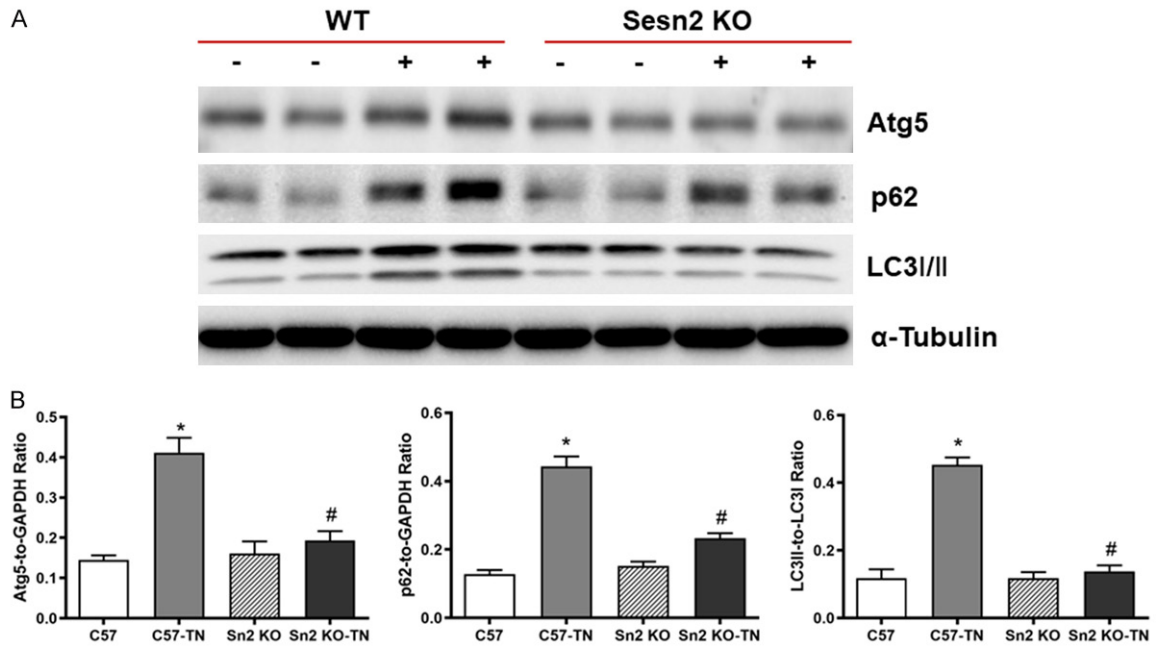 A
WT Sesn2 KO
- - + + - - + +
Atg5
p62
LC3I/II
α-Tubulin
B
Atg5-to-GAPDH Ratio
0.5
0.4
0.3
0.2
0.1
0.0
* #
C57 C57-TN Sn2 KO Sn2 KO-TN
p62-to-GAPDH Ratio
0.6
0.4
0.2
0.0
* #
C57 C57-TN Sn2 KO Sn2 KO-TN
LC3II-to-LC3I Ratio
0.6
0.4
0.2
0.0
* #
C57 C57-TN Sn2 KO Sn2 KO-TN